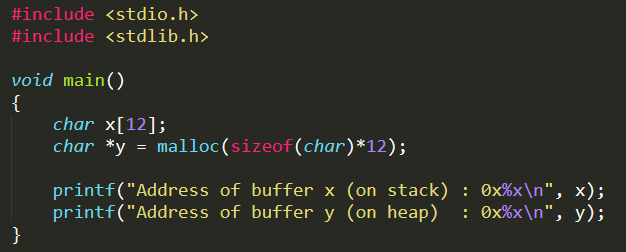 #include <stdio.h>
#include <stdlib.h>
void main()
{
    char x[12];
    char *y = malloc(sizeof(char)*12);
    printf("Address of buffer x (on stack) : 0x%x\n", x);
    printf("Address of buffer y (on heap)  : 0x%x\n", y);
}